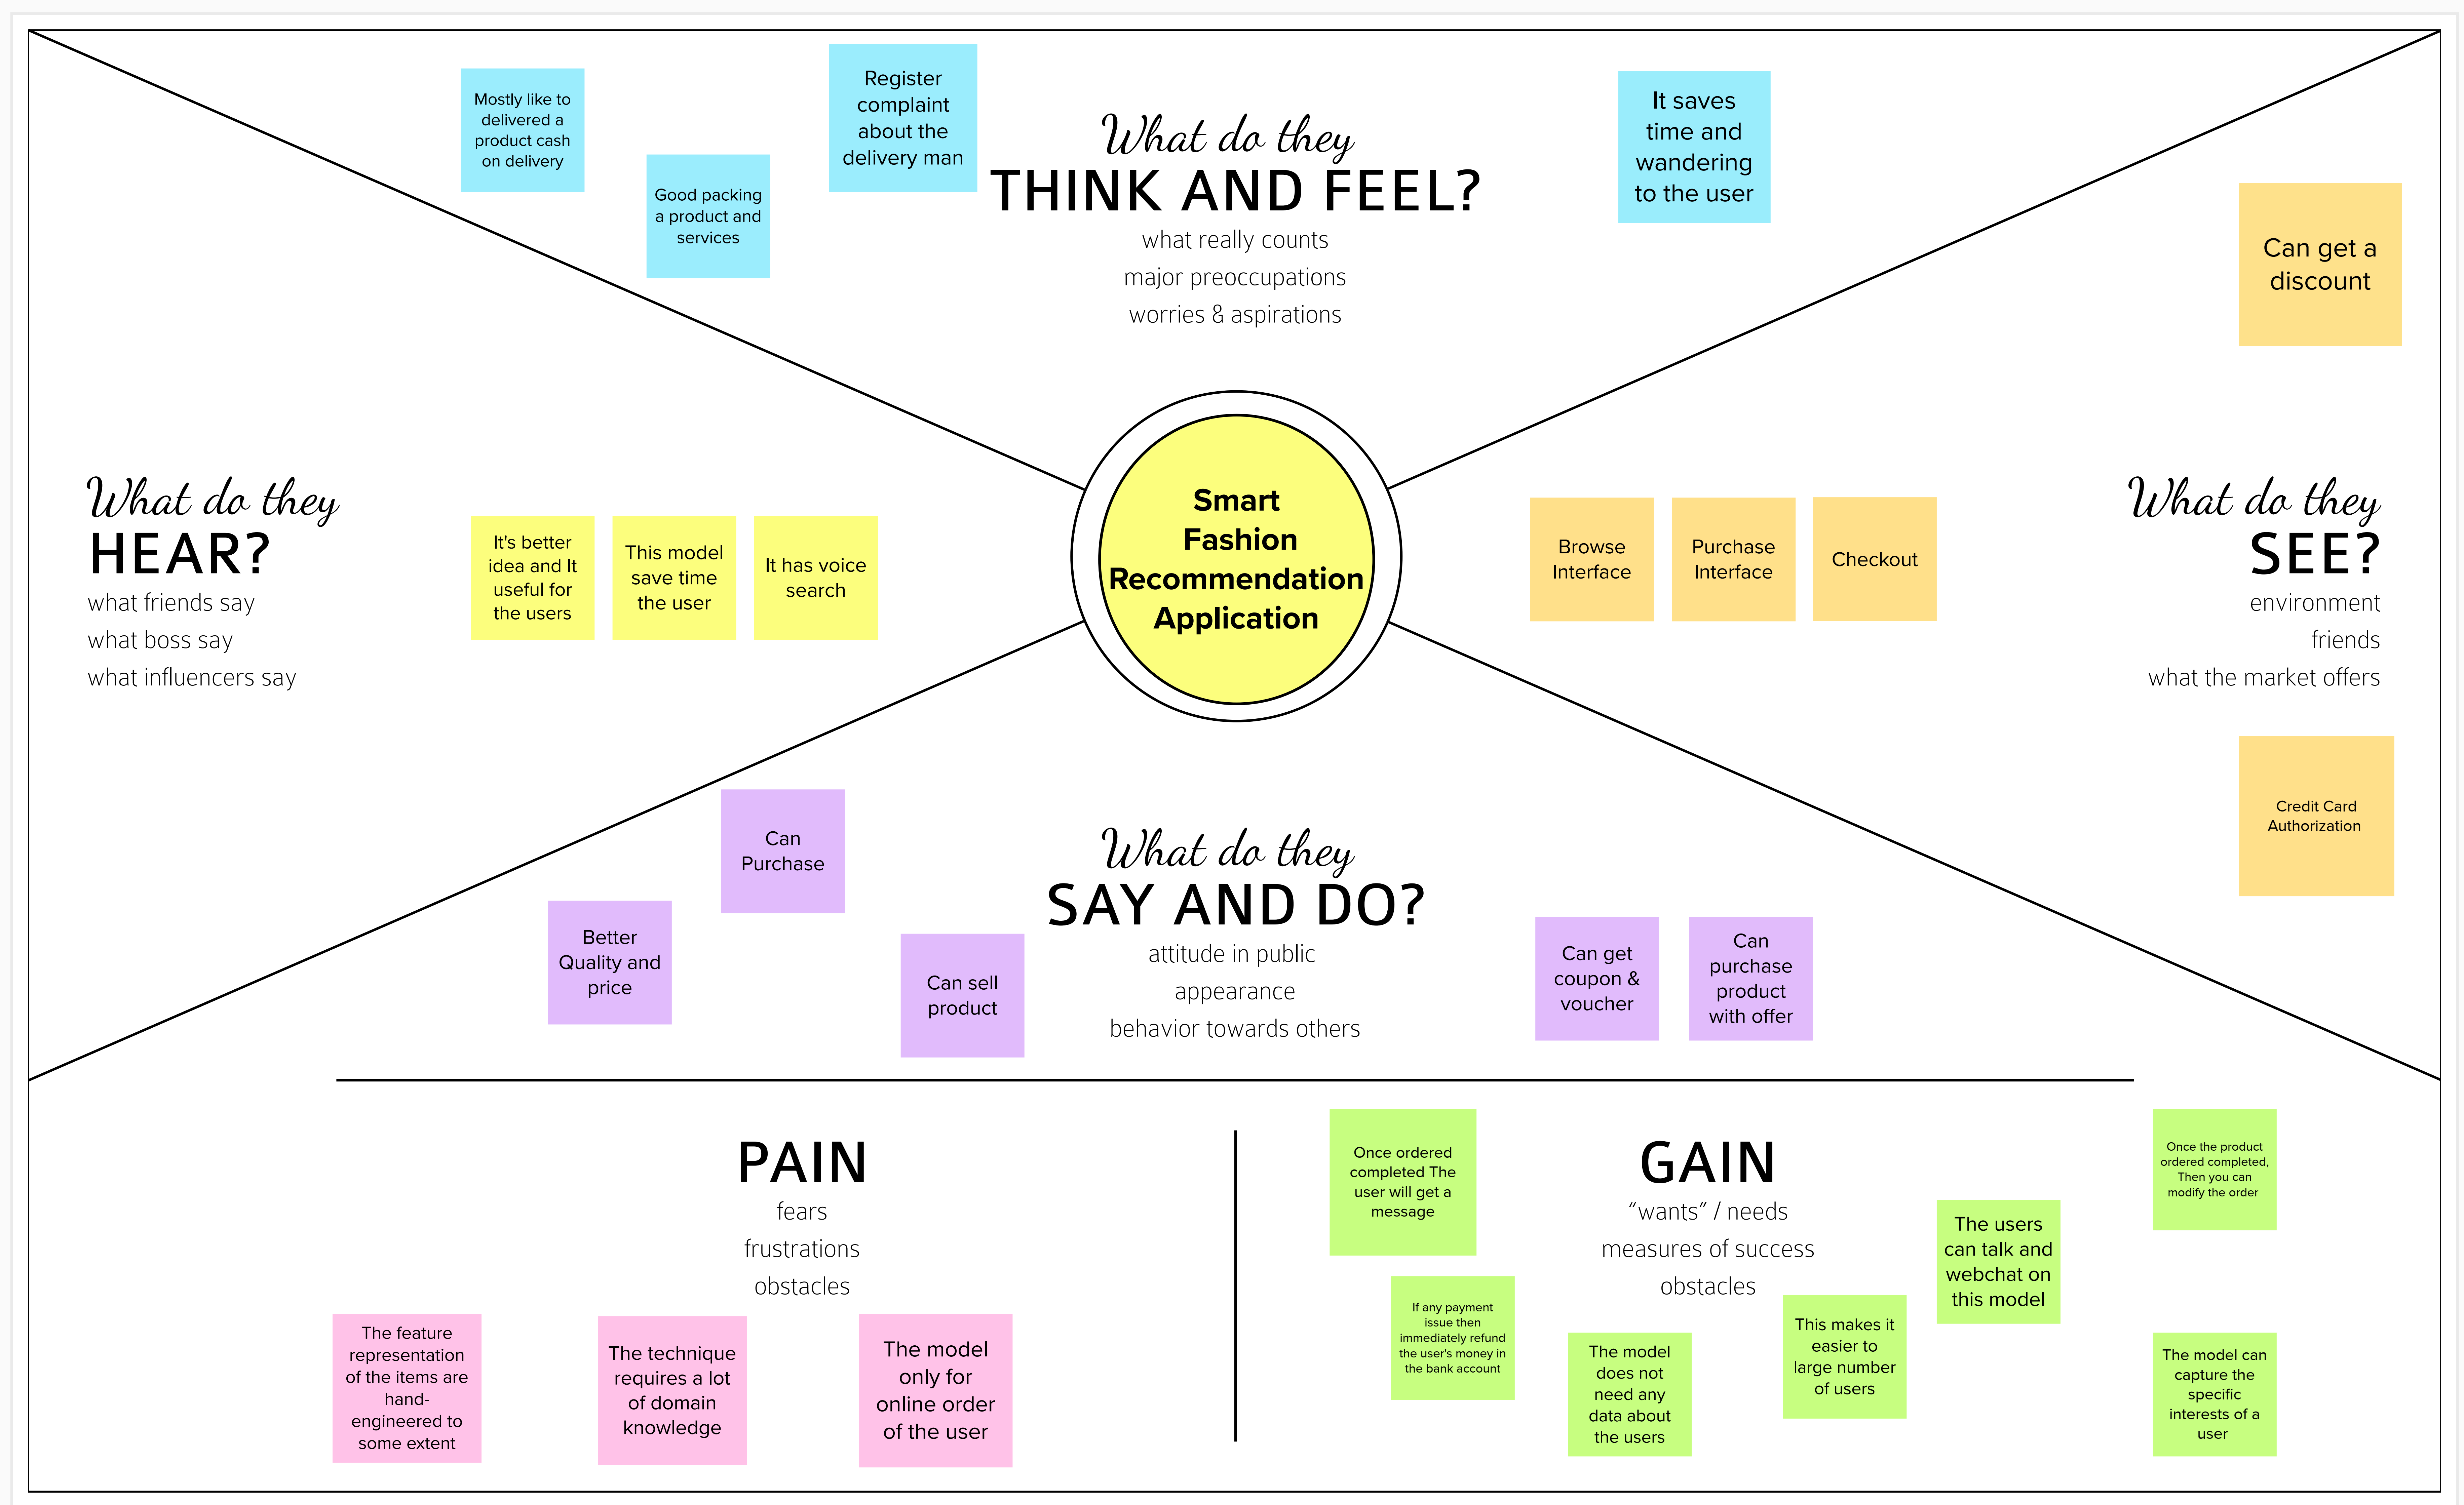 Mostly like to
delivered a
product cash
on delivery
Good packing
a product and
services
Register
complaint
about the
delivery man
What do they
THINK AND FEEL?
what really counts
major preoccupations
worries & aspirations
It saves
time and
wandering
to the user
Can get a
discount
What do they
HEAR?
what friends say
what boss say
what influencers say
It's better
idea and It
useful for
the users
This model
save time
the user
It has voice
search
Smart
Fashion
Recommendation
Application
Browse
Interface
Purchase
Interface
Checkout
What do they
SEE?
environment
friends
what the market offers
Credit Card
Authorization
Can
Purchase
Better
Quality and
price
Can sell
product
What do they
SAY AND DO?
attitude in public
appearance
behavior towards others
Can get
coupon &
voucher
Can
purchase
product
with offer
PAIN
fears
frustrations
obstacles
The feature
representation
of the items are
hand-
engineered to
some extent
The technique
requires a lot
of domain
knowledge
The model
only for
online order
of the user
Once ordered
completed The
user will get a
message
GAIN
“wants” / needs
measures of success
obstacles
If any payment
issue then
immediately refund
the user's money in
the bank account
The model
does not
need any
data about
the users
This makes it
easier to
large number
of users
The users
can talk and
webchat on
this model
Once the product
ordered completed,
Then you can
modify the order
The model can
capture the
specific
interests of a
user